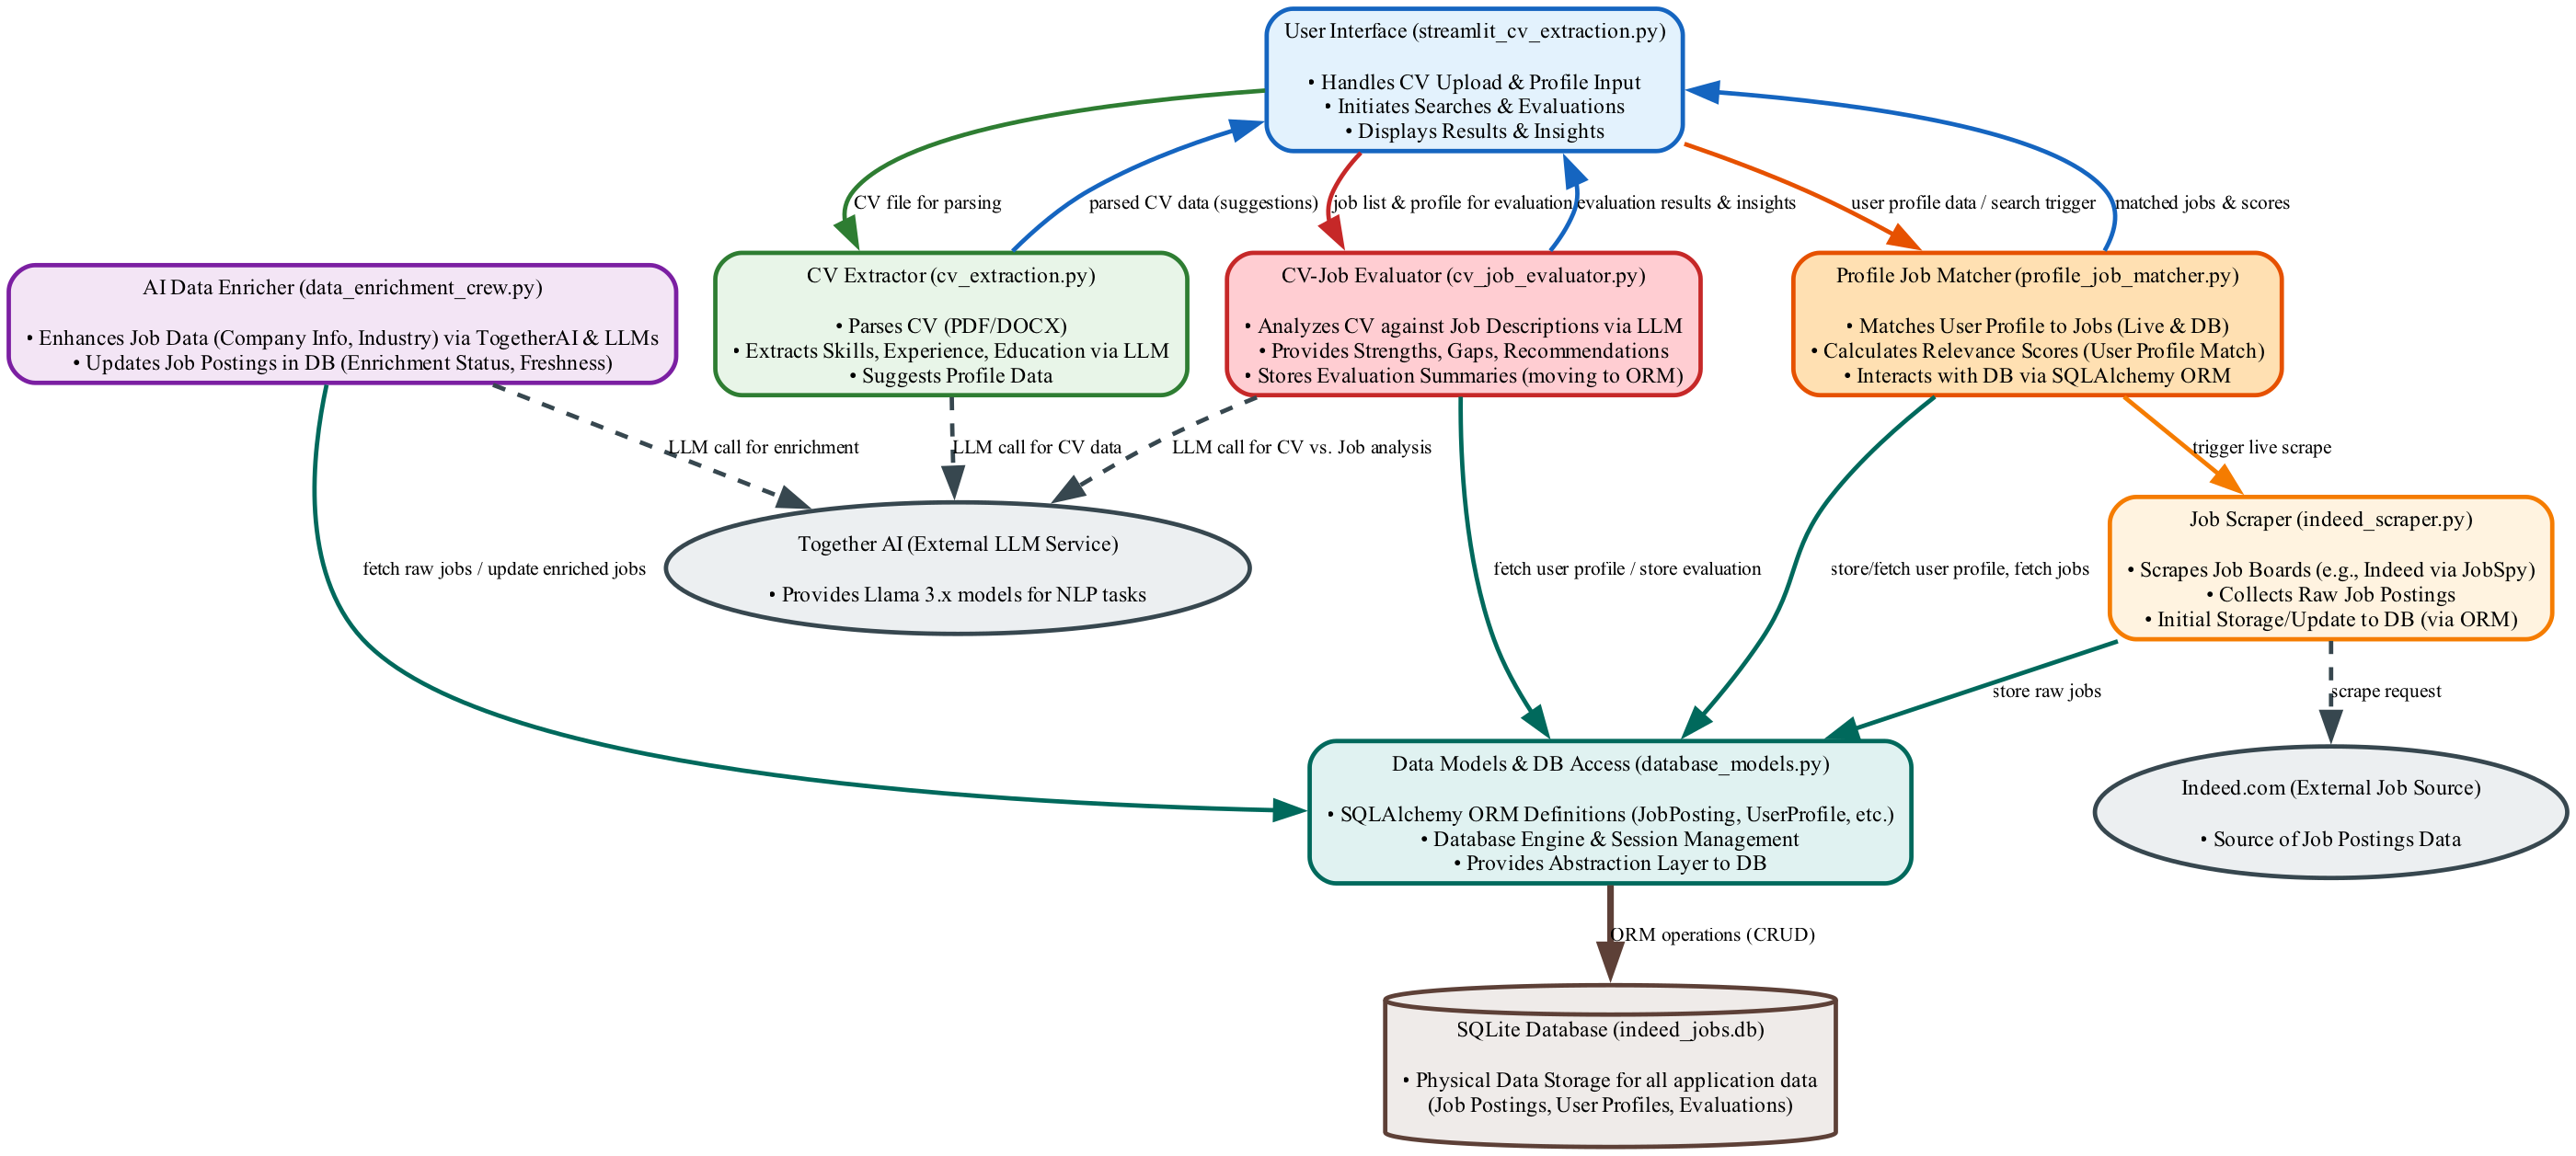 User Interface (streamlit_cv_extraction.py)
• Handles CV Upload & Profile Input
• Initiates Searches & Evaluations
• Displays Results & Insights
CV file for parsing
parsed CV data (suggestions)
job list & profile for evaluation
evaluation results & insights
user profile data / search trigger
matched jobs & scores
AI Data Enricher (data_enrichment_crew.py)
• Enhances Job Data (Company Info, Industry) via TogetherAI & LLMs
• Updates Job Postings in DB (Enrichment Status, Freshness)
CV Extractor (cv_extraction.py)
• Parses CV (PDF/DOCX)
• Extracts Skills, Experience, Education via LLM
• Suggests Profile Data
CV-Job Evaluator (cv_job_evaluator.py)
• Analyzes CV against Job Descriptions via LLM
• Provides Strengths, Gaps, Recommendations
• Stores Evaluation Summaries (moving to ORM)
Profile Job Matcher (profile_job_matcher.py)
• Matches User Profile to Jobs (Live & DB)
• Calculates Relevance Scores (User Profile Match)
• Interacts with DB via SQLAlchemy ORM
LLM call for enrichment
LLM call for CV data
LLM call for CV vs. Job analysis
trigger live scrape
Together AI (External LLM Service)
• Provides Llama 3.x models for NLP tasks
Job Scraper (indeed_scraper.py)
• Scrapes Job Boards (e.g., Indeed via JobSpy)
• Collects Raw Job Postings
• Initial Storage/Update to DB (via ORM)
fetch raw jobs / update enriched jobs
fetch user profile / store evaluation
store/fetch user profile, fetch jobs
store raw jobs
scrape request
Data Models & DB Access (database_models.py)
• SQLAlchemy ORM Definitions (JobPosting, UserProfile, etc.)
• Database Engine & Session Management
• Provides Abstraction Layer to DB
Indeed.com (External Job Source)
• Source of Job Postings Data
ORM operations (CRUD)
SQLite Database (indeed_jobs.db)
• Physical Data Storage for all application data
(Job Postings, User Profiles, Evaluations)